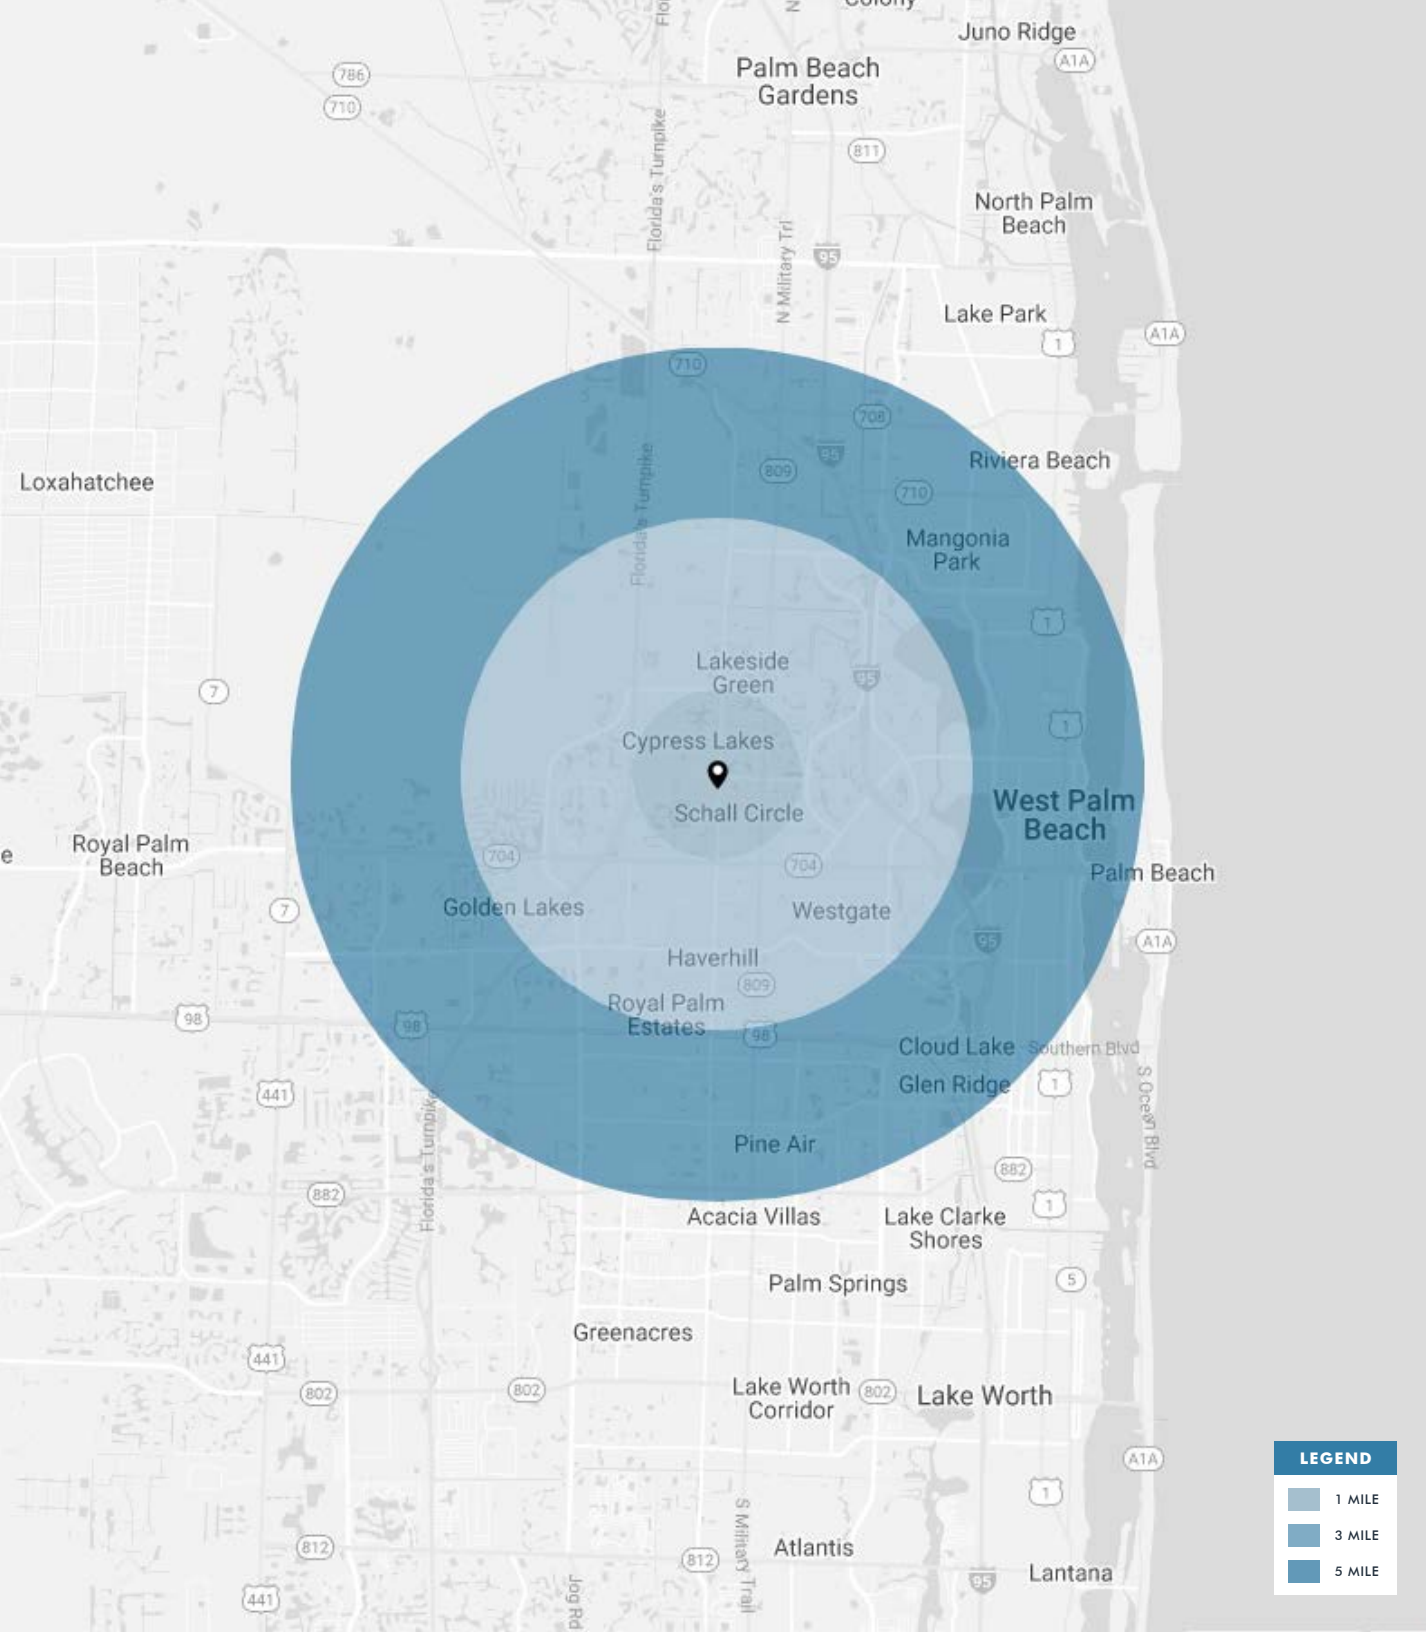 Colony
Juno Ridge
A1A
Palm Beach
Gardens
786
710
811
Florida's Turnpike
North Palm
Beach
N Military Trl
95
Lake Park
1
A1A
710
708
Riviera Beach
95
809
Loxahatchee
710
Florida's Turnpike
Mangonia
Park
1
Lakeside
Green
95
7
1
Cypress Lakes
West Palm
Beach
Schall Circle
Royal Palm
Beach
e
704
704
Palm Beach
7
Golden Lakes
Westgate
95
A1A
Haverhill
809
Royal Palm
Estates
98
98
98
Cloud Lake
Southern Blvd
Glen Ridge
1
441
S Ocean Blvd
Florida's Turnpike
Pine Air
882
882
1
Acacia Villas
Lake Clarke
Shores
Palm Springs
5
Greenacres
441
802
802
Lake Worth
Corridor
802
Lake Worth
A1A
LEGEND
1 MILE
3 MILE
5 MILE
1
S Military Trail
812
812
Atlantis
Lantana
95
441
Jog Rd